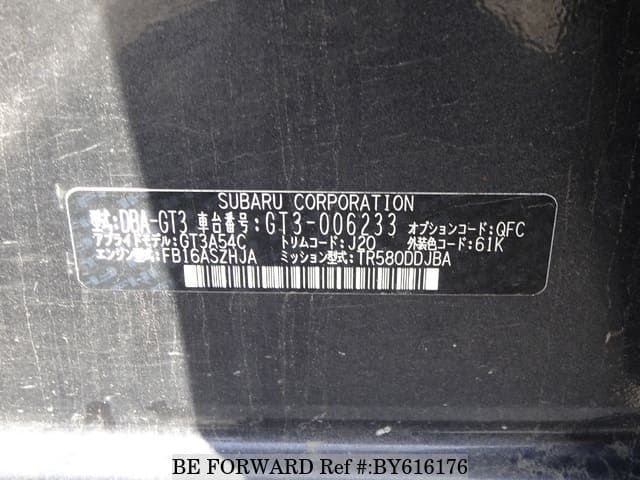 SUBARU CORPORATION
型式:DBA-GT3 車台番号:GT3-006233 オプションコード:QFC
アプライドモデル:GT3A54C トリムコード:J20 外装色コード:61K
エンジン型式:FB16ASZHJA ミッション型式:TR580DDJBA
BE FORWARD Ref #:BY616176